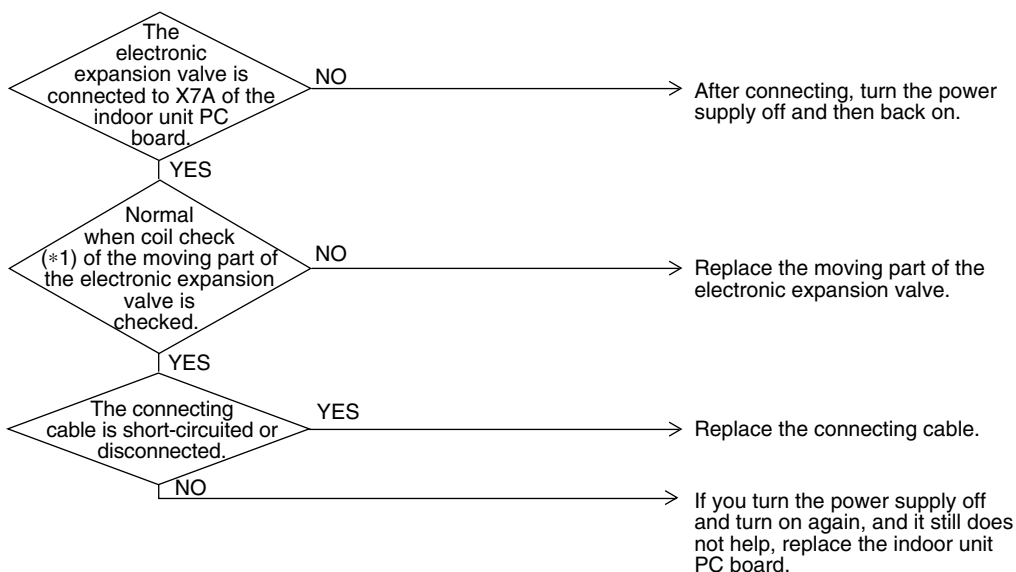 The
electronic
expansion valve is
connected to X7A of the
indoor unit PC
board.
NO
After connecting, turn the power
supply off and then back on.
YES
Normal
when coil check
(*1) of the moving part of
the electronic expansion
valve is
checked.
NO
Replace the moving part of the
electronic expansion valve.
YES
The connecting
cable is short-circuited or
disconnected.
YES
Replace the connecting cable.
NO
If you turn the power supply off
and turn on again, and it still does
not help, replace the indoor unit
PC board.